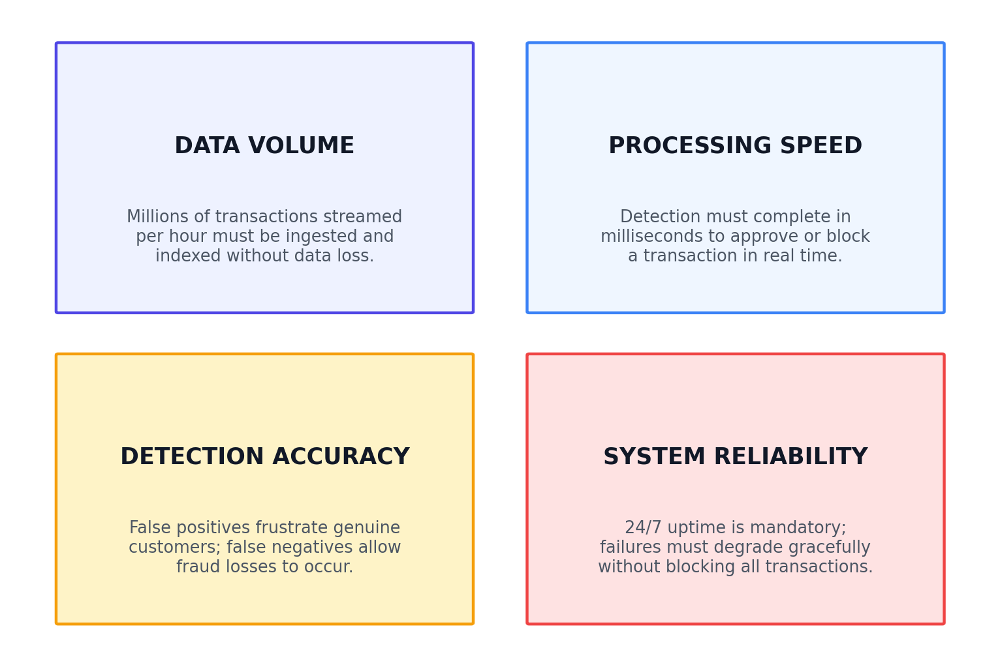 DATA VOLUME
Millions of transactions streamed
per hour must be ingested and
indexed without data loss.
PROCESSING SPEED
Detection must complete in
milliseconds to approve or block
a transaction in real time.
DETECTION ACCURACY
False positives frustrate genuine
customers; false negatives allow
fraud losses to occur.
SYSTEM RELIABILITY
24/7 uptime is mandatory;
failures must degrade gracefully
without blocking all transactions.